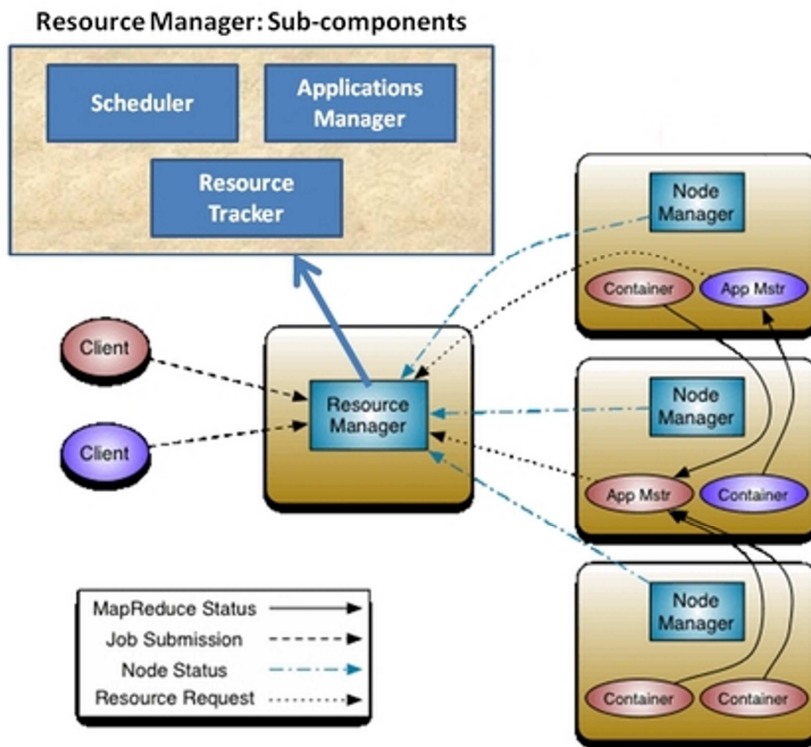 Resource Manager: Sub-components
Scheduler
Applications
Manager
Resource
Tracker
Node
Manager
Container
App Mstr
Client
Client
Resource
Manager
Node
Manager
App Mstr
Container
Node
Manager
Container
Container
MapReduce Status
Job Submission
Node Status
Resource Request